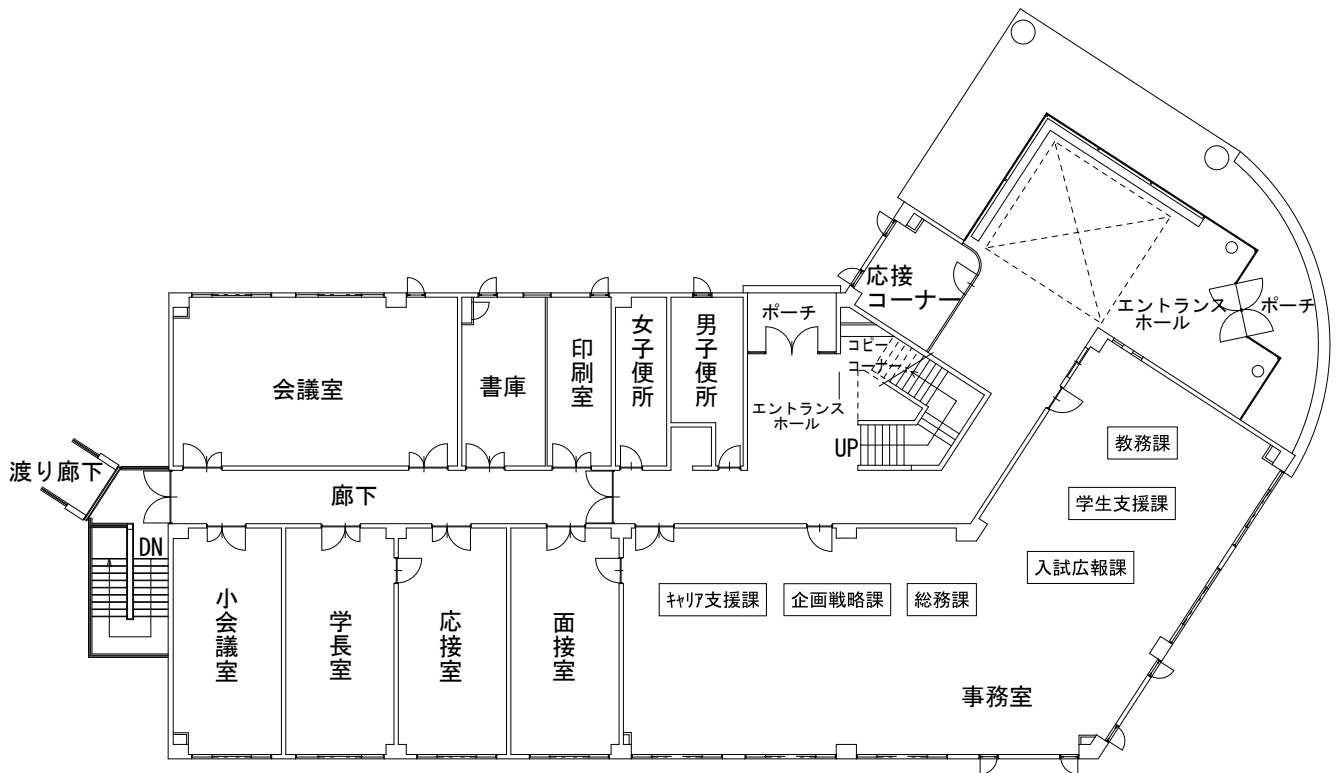 応接
コーナー
エントランス
ホール
ポーチ
ポーチ
コピー
コーナー
エントランス
ホール
UP
会議室
書庫
印刷室
女子便所
男子便所
渡り廊下
廊下
DN
小会議室
学長室
応接室
面接室
教務課
学生支援課
入試広報課
ｷｬﾘｱ支援課
企画戦略課
総務課
事務室